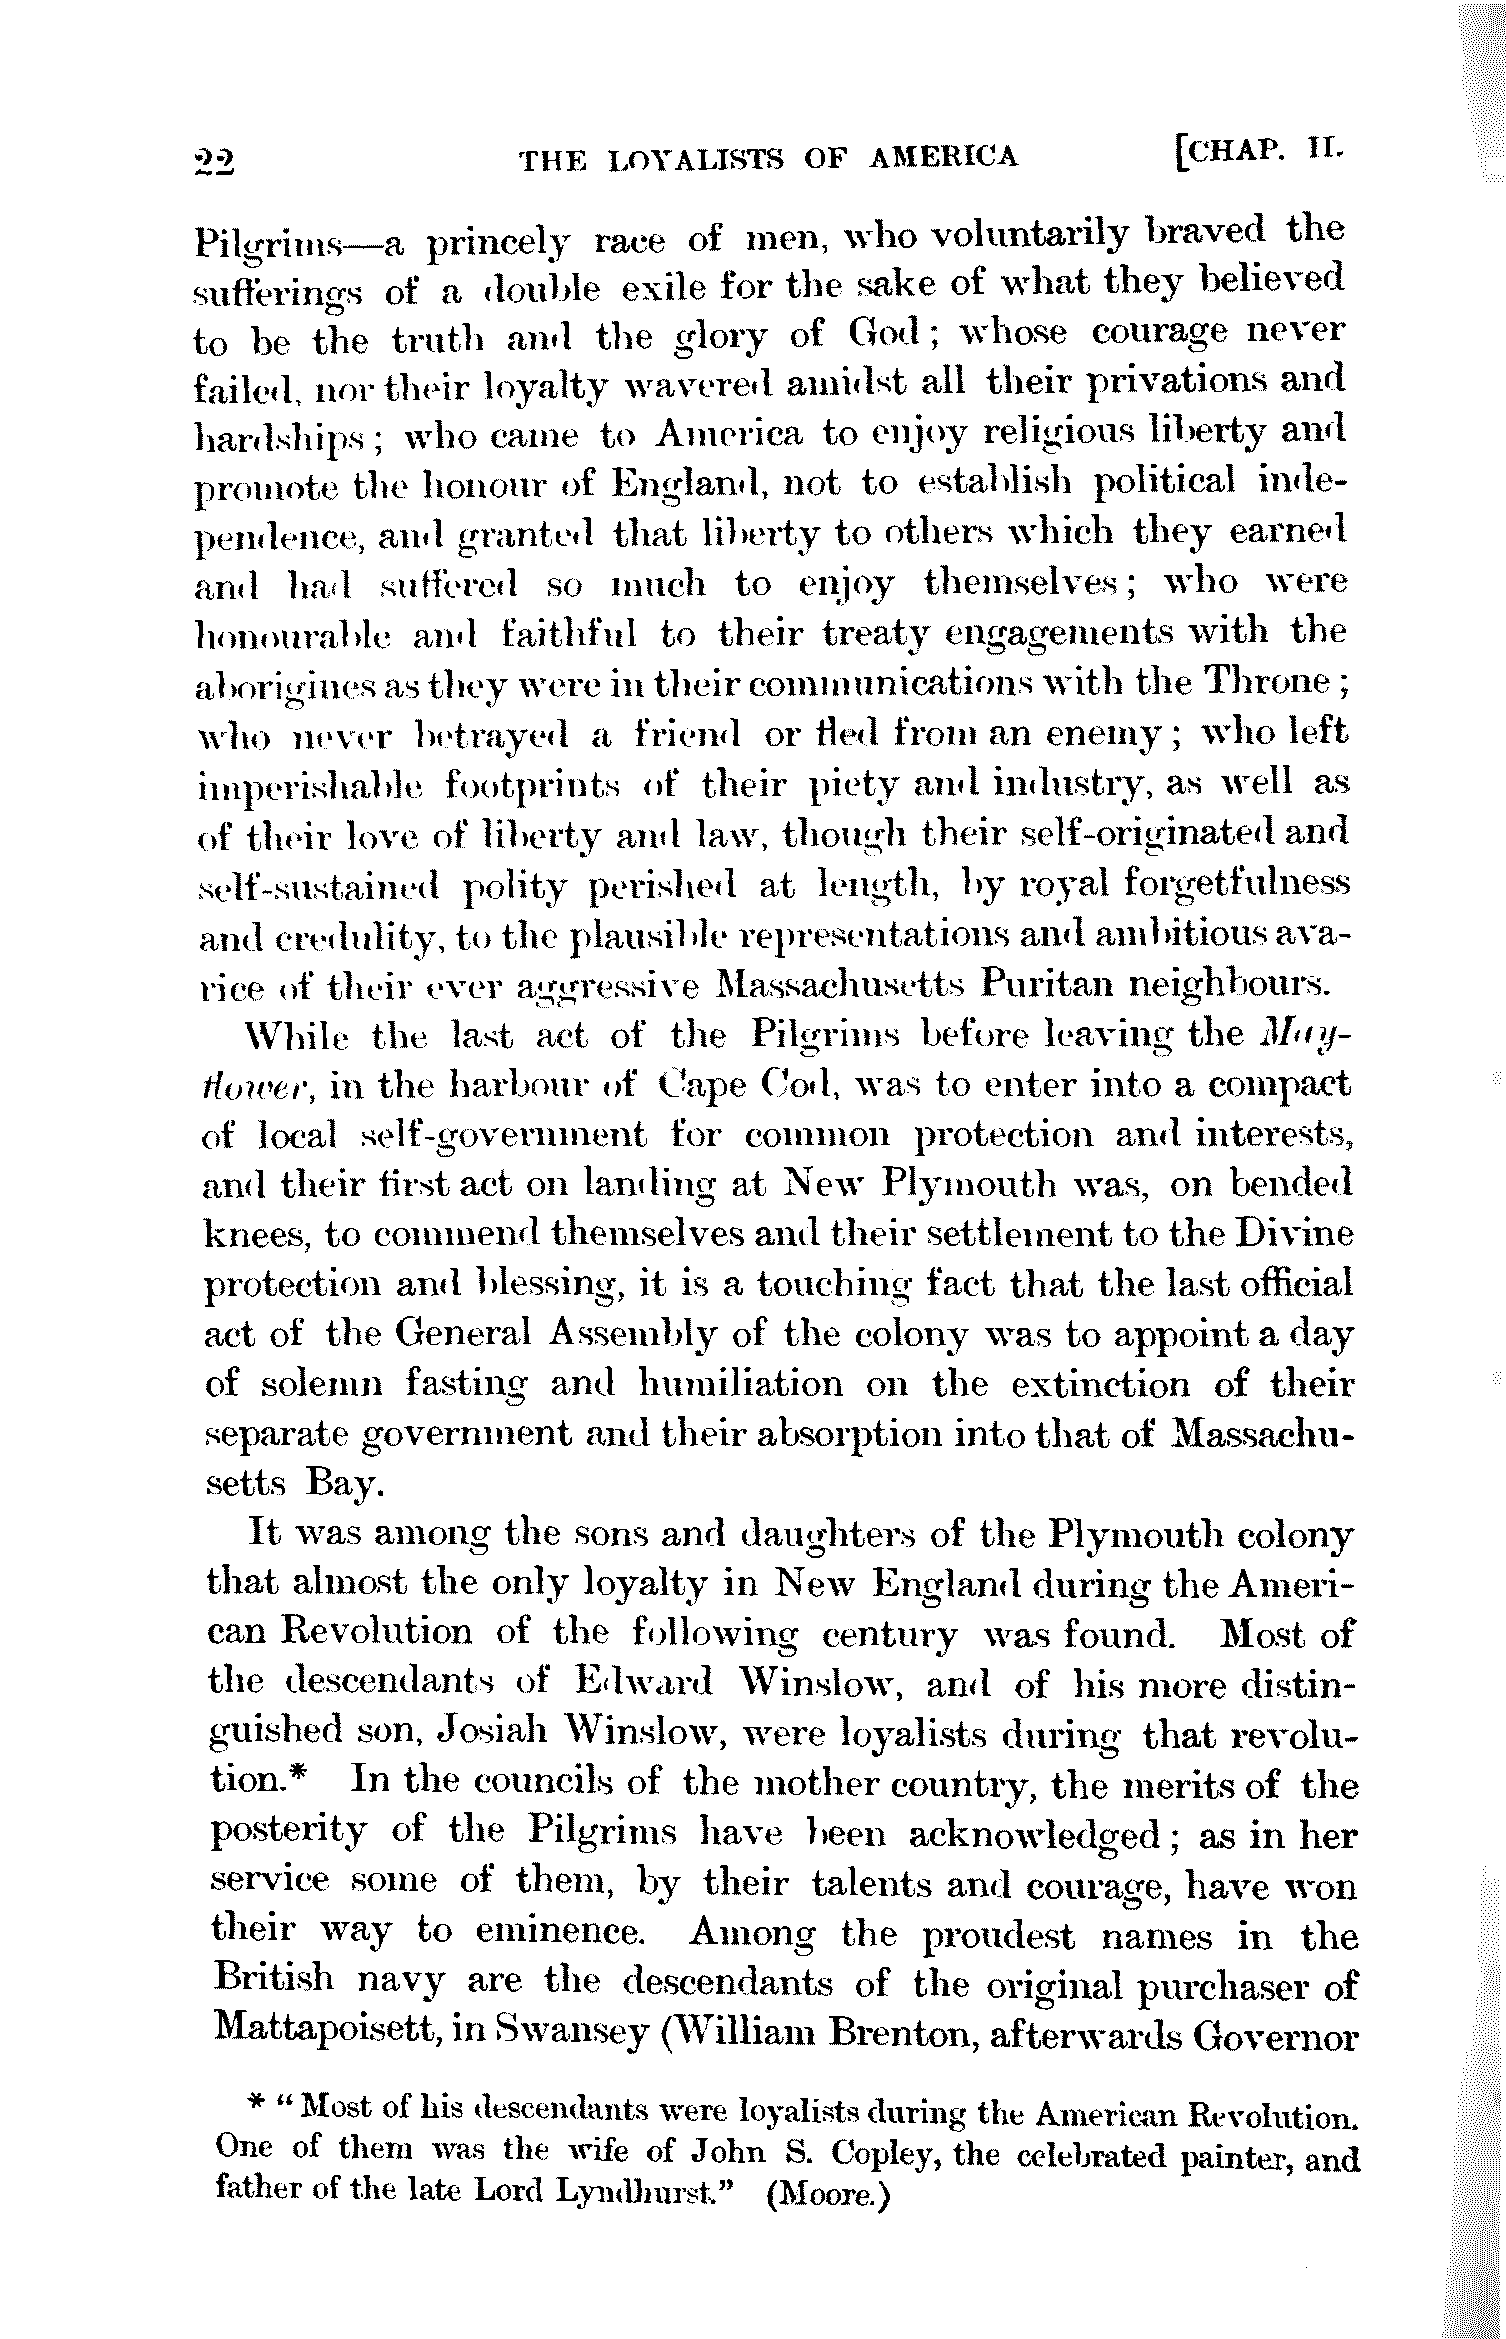 22 THE LOYALISTS OF AMERICA [CHAP. II.
Pilgrims—a princely race of men, who voluntarily braved the
sufferings of a double exile for the sake of what they believed
to be the truth and the glory of God; whose courage never
failed, nor their loyalty wavered amidst all their privations and
hardships; who came to America to enjoy religious liberty and
promote the honour of England, not to establish political inde-
pendence, and granted that liberty to others which they earned
and had suffered so much to enjoy themselves; who were
honourable and faithful to their treaty engagements with the
aborigines as they were in their communications with the Throne;
who never betrayed a friend or fled from an enemy; who left
imperishable footprints of their piety and industry, as well as
of their love of liberty and law, though their self-originated and
self-sustained polity perished at length, by royal forgetfulness
and credulity, to the plausible representations and ambitious ava-
rice of their ever aggressive Massachusetts Puritan neighbours.
While the last act of the Pilgrims before leaving the May-
flower, in the harbour of Cape Cod, was to enter into a compact
of local self-government for common protection and interests,
and their first act on landing at New Plymouth was, on bended
knees, to commend themselves and their settlement to the Divine
protection and blessing, it is a touching fact that the last official
act of the General Assembly of the colony was to appoint a day
of solemn fasting and humiliation on the extinction of their
separate government and their absorption into that of Massachu-
setts Bay.
It was among the sons and daughters of the Plymouth colony
that almost the only loyalty in New England during the Ameri-
can Revolution of the following century was found. Most of
the descendants of Edward Winslow, and of his more distin-
guished son, Josiah Winslow, were loyalists during that revolu-
tion.* In the councils of the mother country, the merits of the
posterity of the Pilgrims have been acknowledged; as in her
service some of them, by their talents and courage, have won
their way to eminence. Among the proudest names in the
British navy are the descendants of the original purchaser of
Mattapoisett, in Swansey (William Brenton, afterwards Governor
* "Most of his descendants were loyalists during the American Revolution.
One of them was the wife of John S. Copley, the celebrated painter, and
father of the late Lord Lyndhurst." (Moore.)